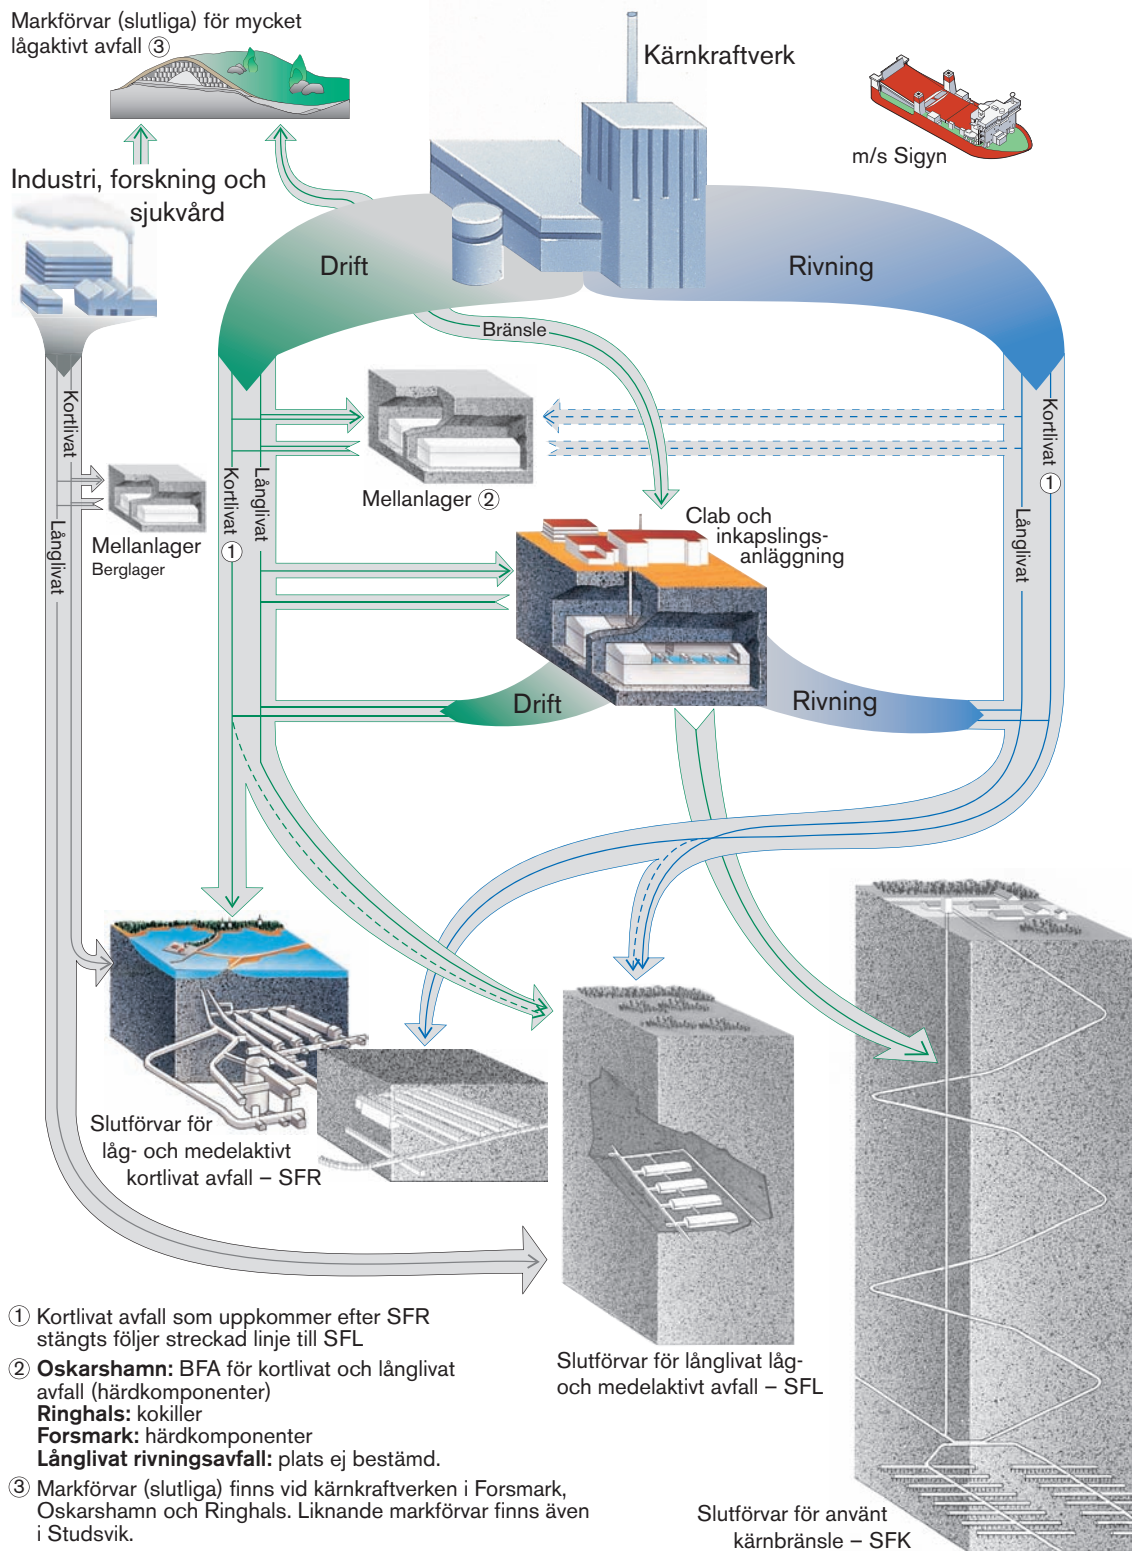 Markförvar (slutliga) för mycket
lågaktivt avfall ③
Kärnkraftverk
m/s Sigyn
Industri, forskning och
sjukvård
Drift
Rivning
Bränsle
Kortlivat
Långlivat
Mellanlager
Berglager
Kortlivat ①
Långlivat
Mellanlager ②
Clab och
inkapslings-
anläggning
Kortlivat ①
Långlivat
Drift
Rivning
Slutförvar för
låg- och medelaktivt
kortlivat avfall – SFR
Slutförvar för långlivat låg-
och medelaktivt avfall – SFL
Slutförvar för använt
kärnbränsle – SFK
① Kortlivat avfall som uppkommer efter SFR
stängts följer streckad linje till SFL
② Oskarshamn: BFA för kortlivat och långlivat
avfall (härdkomponenter)
Ringhals: kokiller
Forsmark: härdkomponenter
Långlivat rivningsavfall: plats ej bestämd.
③ Markförvar (slutliga) finns vid kärnkraftverken i Forsmark,
Oskarshamn och Ringhals. Liknande markförvar finns även
i Studsvik.